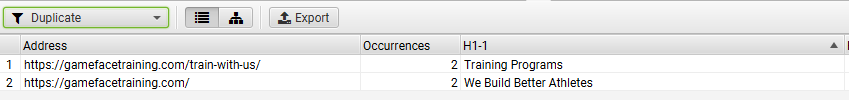 Duplicate Export
Address Occurrences H1-1
1 https://gamefacetraining.com/train-with-us/ 2 Training Programs
2 https://gamefacetraining.com/ 2 We Build Better Athletes